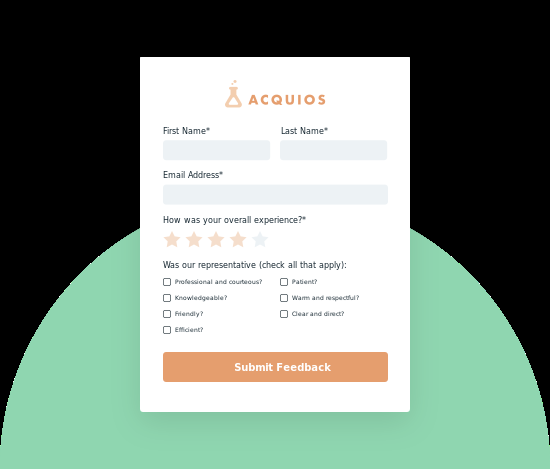 ACQUIOS
First Name* Last Name*
Email Address*
How was your overall experience?*
Was our representative (check all that apply):
Professional and courteous? Patient?
Knowledgeable? Warm and respectful?
Friendly? Clear and direct?
Efficient?
Submit Feedback